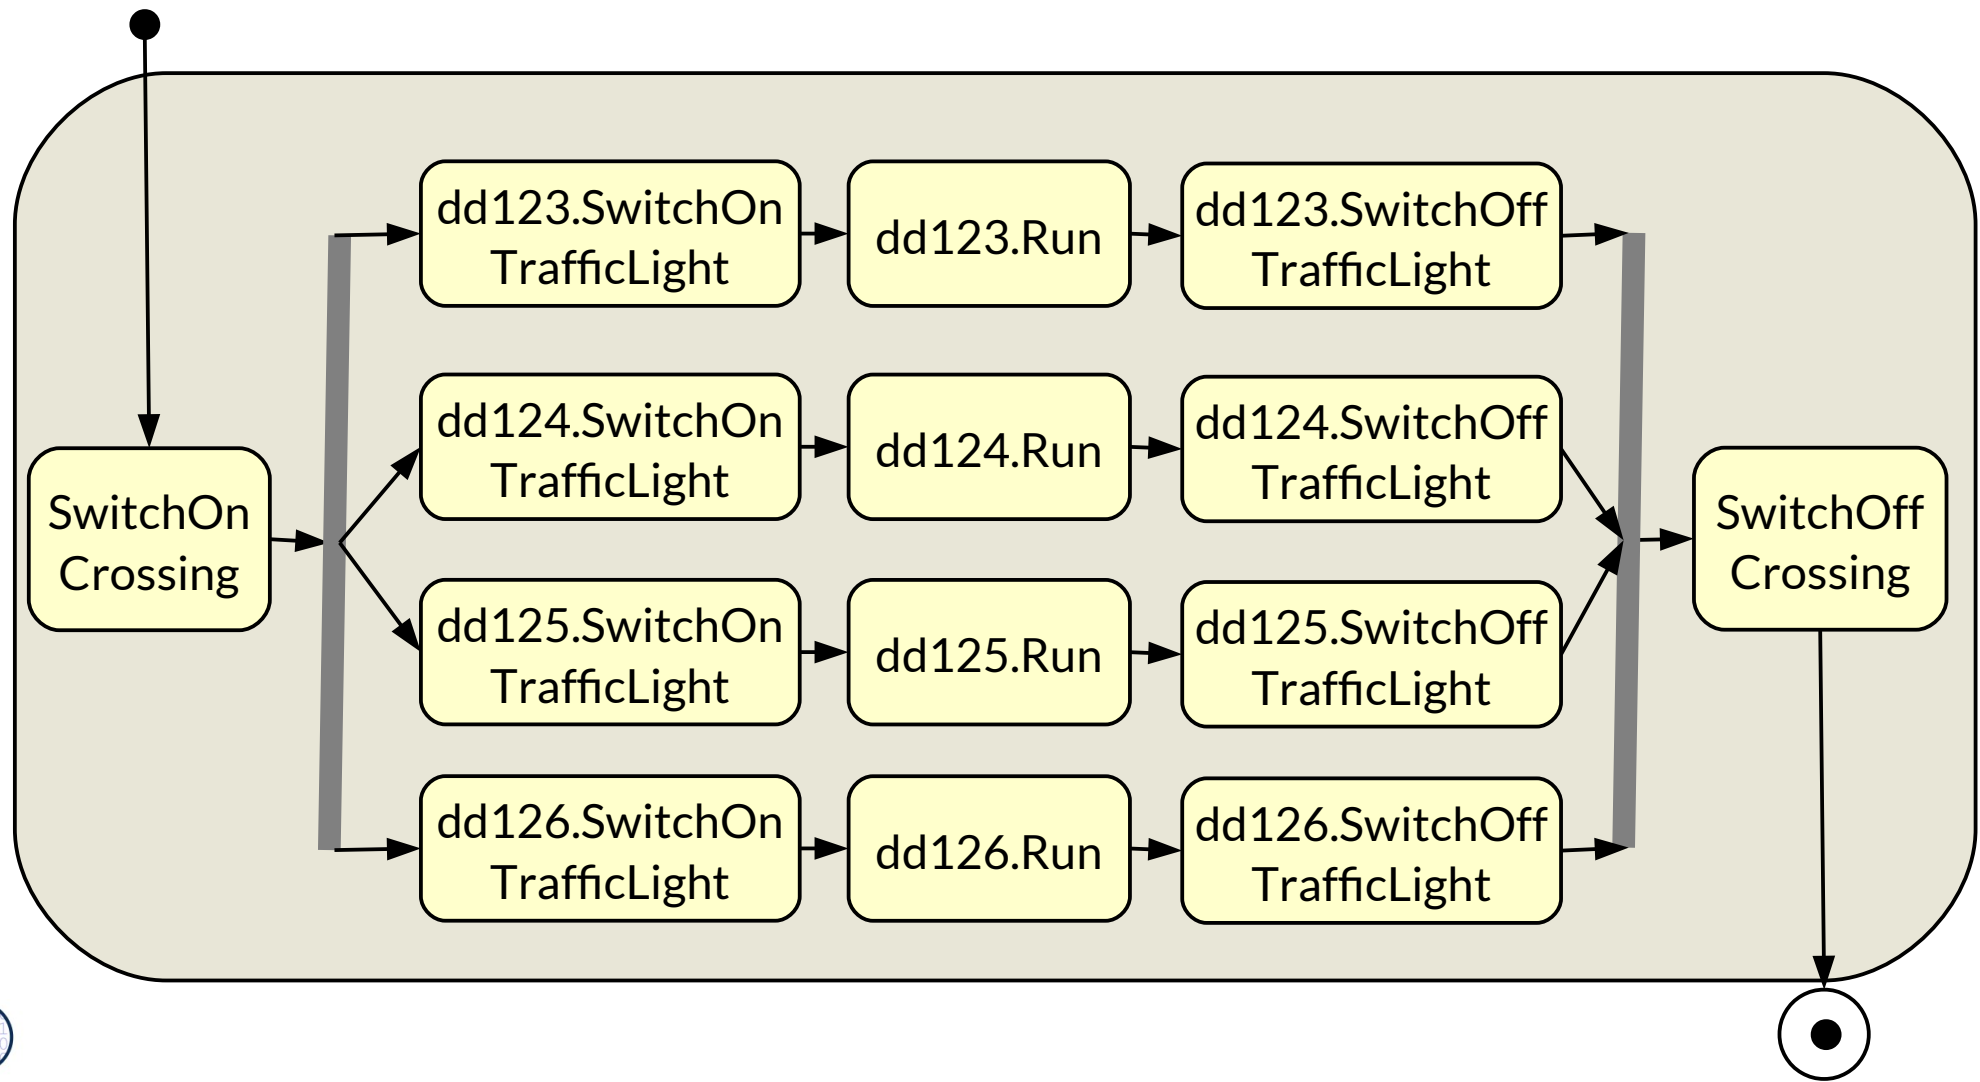 dd123.SwitchOn
TrafficLight
dd123.Run
dd123.SwitchOff
TrafficLight
dd124.SwitchOn
TrafficLight
dd124.Run
dd124.SwitchOff
TrafficLight
SwitchOn
Crossing
SwitchOff
Crossing
dd125.SwitchOn
TrafficLight
dd125.Run
dd125.SwitchOff
TrafficLight
dd126.SwitchOn
TrafficLight
dd126.Run
dd126.SwitchOff
TrafficLight